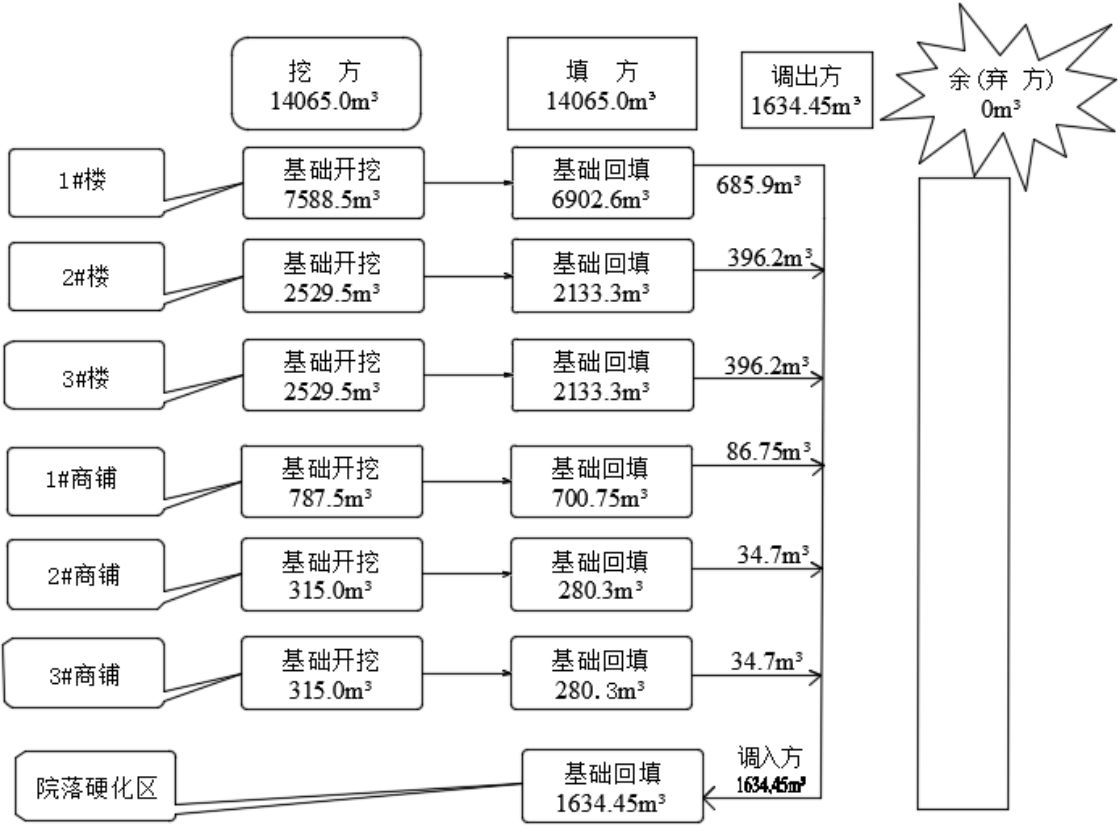 挖 方
14065.0m³
填 方
14065.0m³
调出方
1634.45m³
余(弃 方)
0m³
1#楼
基础开挖
7588.5m³
基础回填
6902.6m³
685.9m³
2#楼
基础开挖
2529.5m³
基础回填
2133.3m³
396.2m³
3#楼
基础开挖
2529.5m³
基础回填
2133.3m³
396.2m³
1#商铺
基础开挖
787.5m³
基础回填
700.75m³
86.75m³
2#商铺
基础开挖
315.0m³
基础回填
280.3m³
34.7m³
3#商铺
基础开挖
315.0m³
基础回填
280.3m³
34.7m³
院落硬化区
基础回填
1634.45m³
调入方
1634.45m³